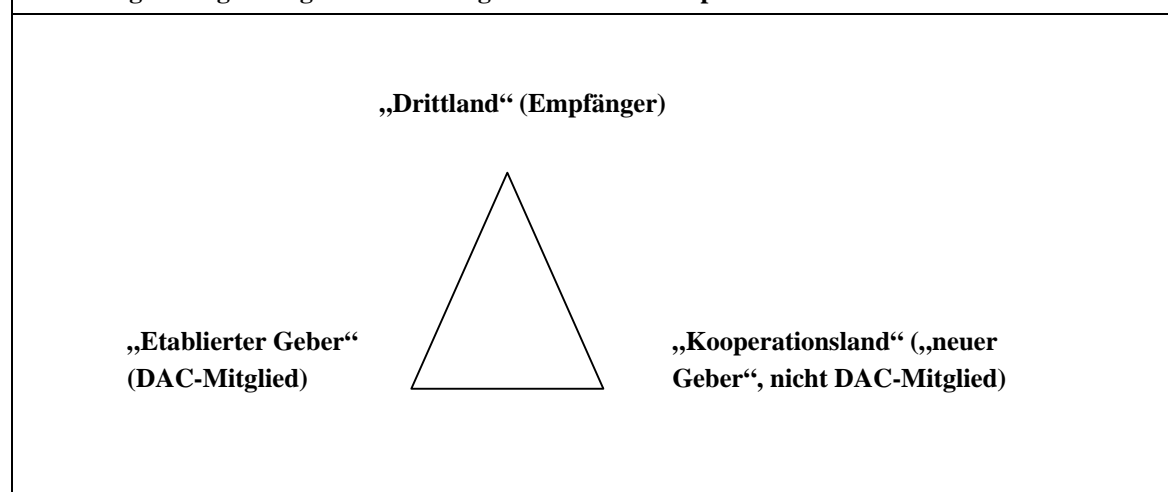 „Drittland“ (Empfänger)
„Etablierter Geber“
(DAC-Mitglied)
„Kooperationsland“ („neuer
Geber“, nicht DAC-Mitglied)